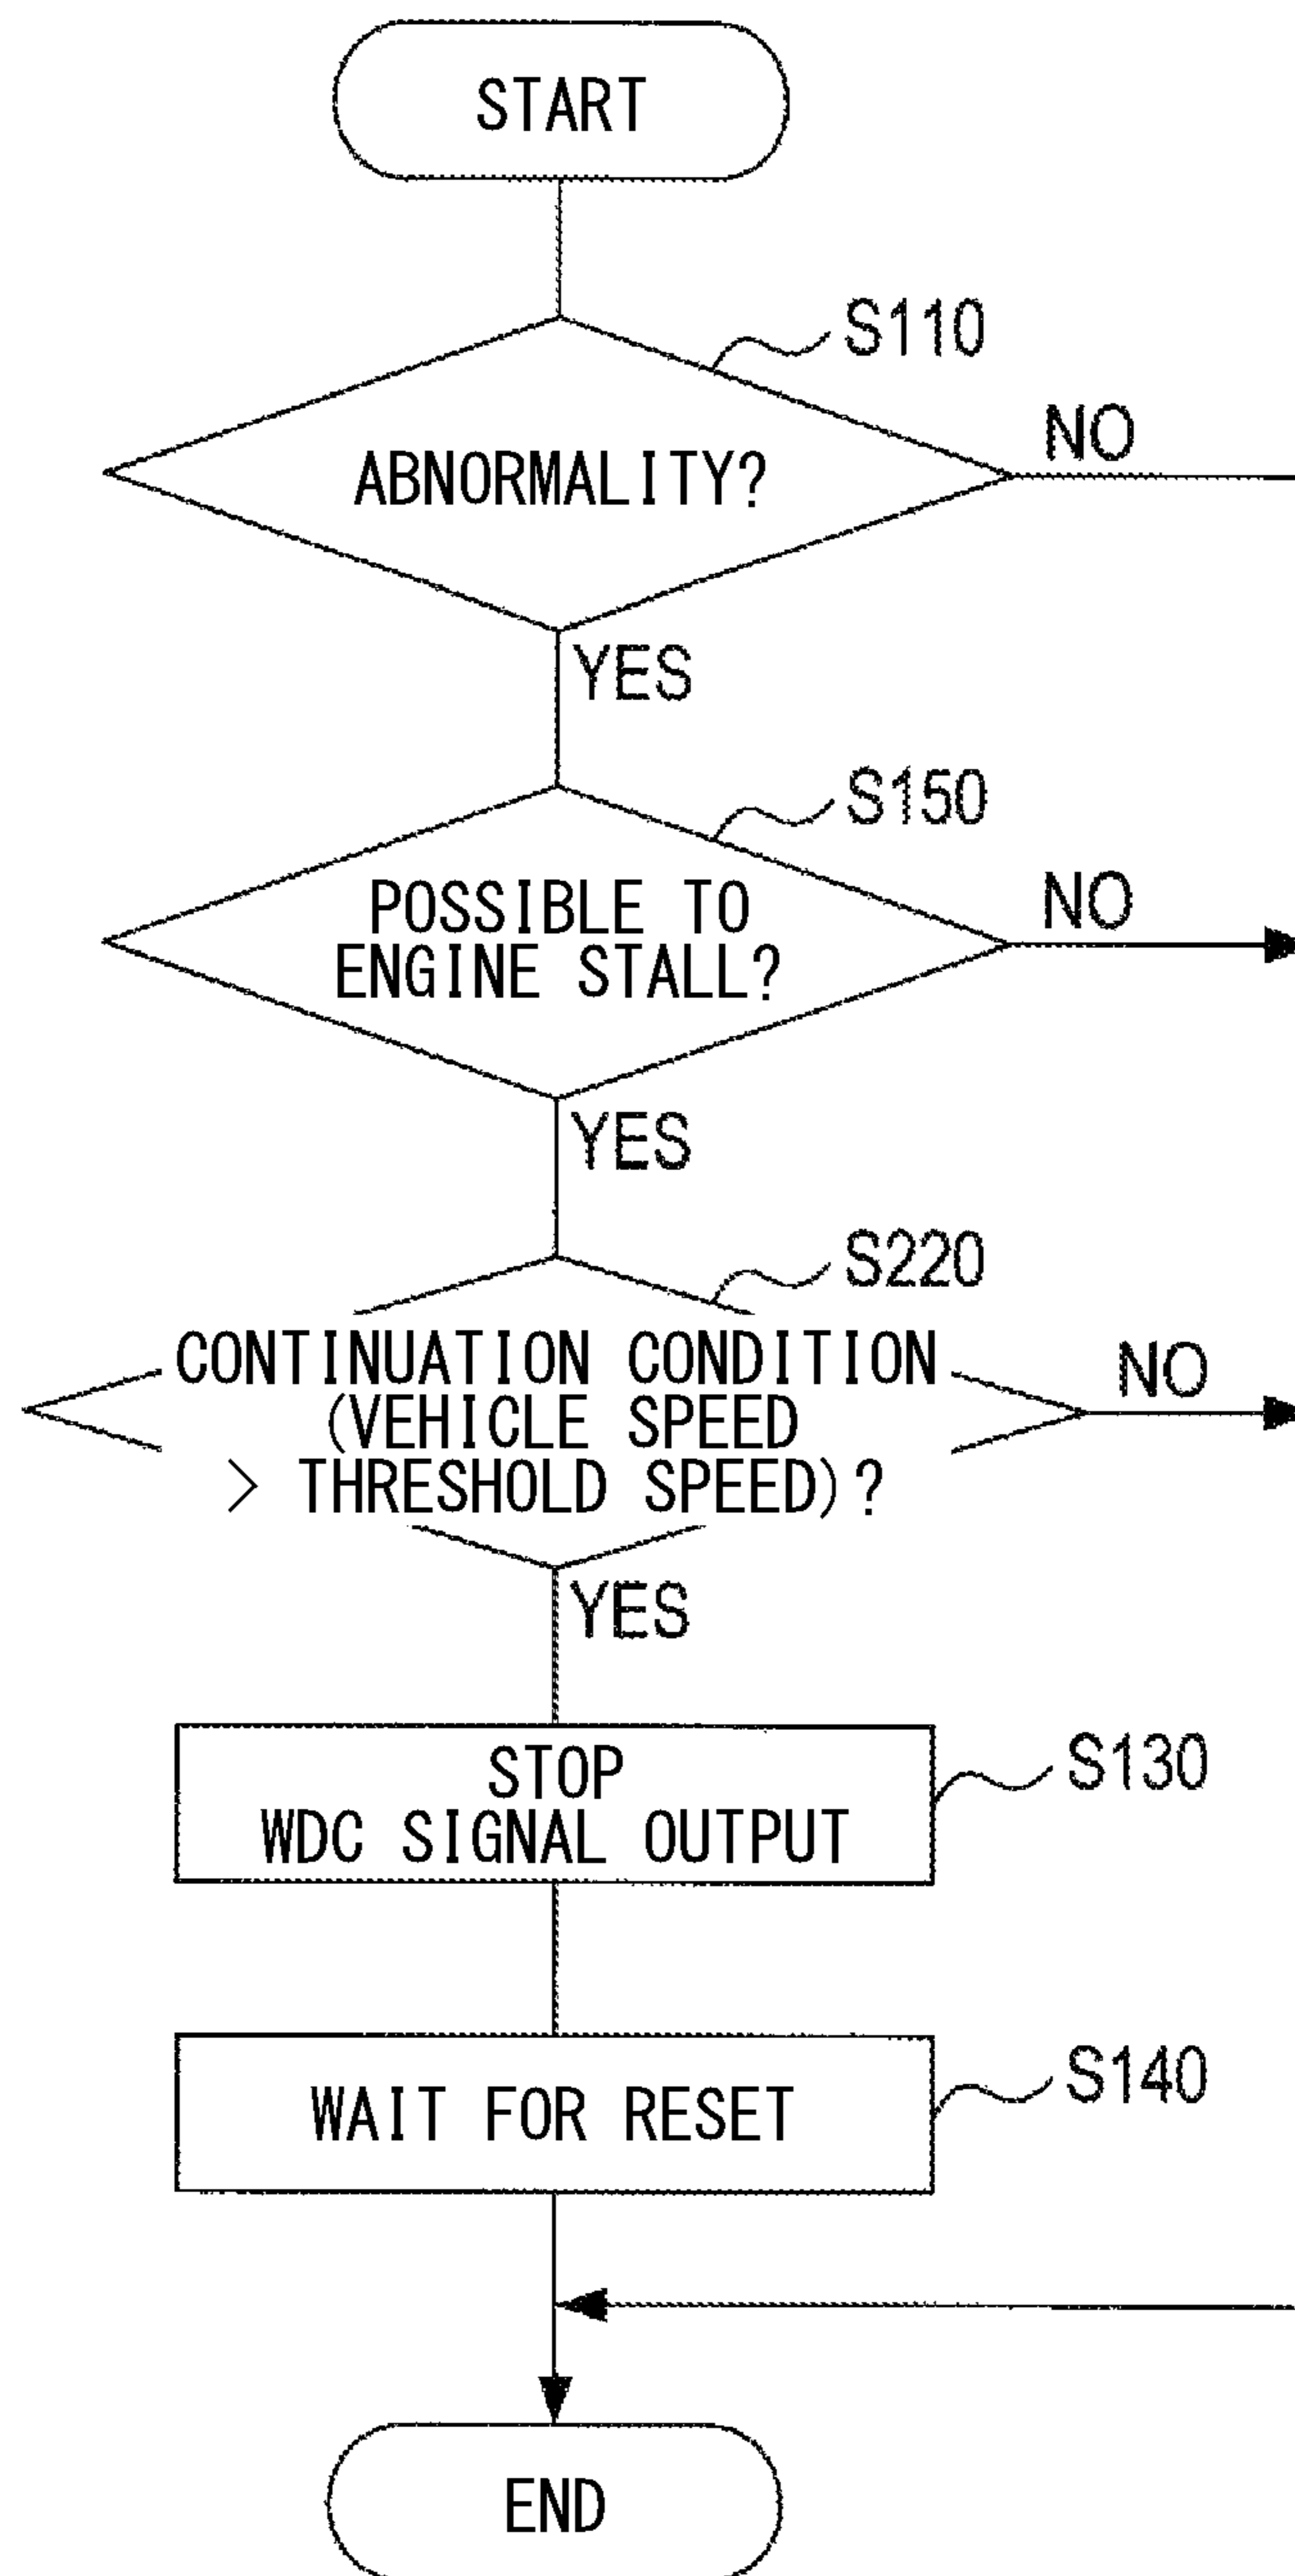 START
S110
ABNORMALITY?
NO
YES
S150
POSSIBLE TO
ENGINE STALL?
NO
YES
S220
CONTINUATION CONDITION
(VEHICLE SPEED
> THRESHOLD SPEED)?
NO
YES
STOP
WDC SIGNAL OUTPUT
S130
WAIT FOR RESET
S140
END